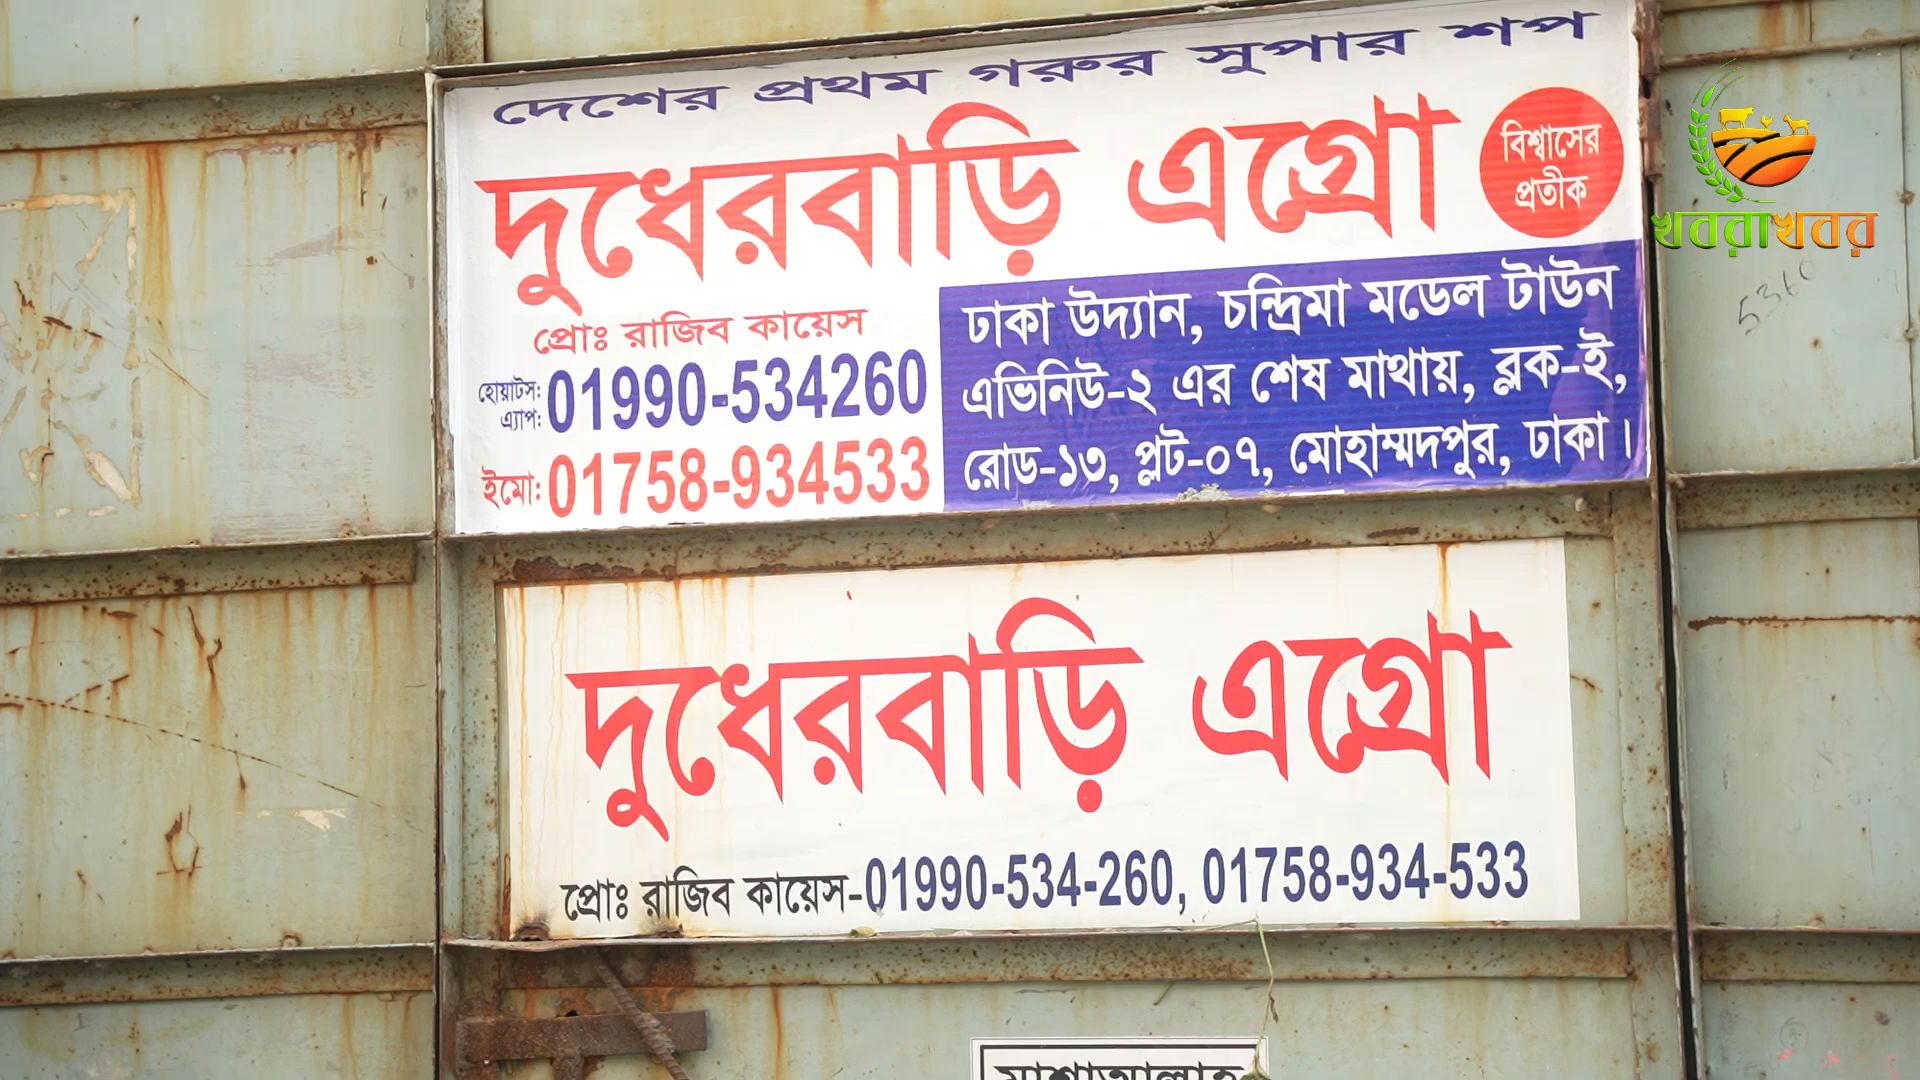 দেশের প্রথম গরুর সুপার শপ
দুধেরবাড়ি এগ্রো
বিশ্বাসের
প্রতীক
প্রোঃ রাজিব কায়েস
হোয়াটস:
এ্যাপ:
01990-534260
ইমো: 01758-934533
ঢাকা উদ্যান, চন্দ্রিমা মডেল টাউন
এভিনিউ-২ এর শেষ মাথায়, ব্লক-ই,
রোড-১৩, প্লট-০৭, মোহাম্মদপুর, ঢাকা।
খবরাখবর
দুধেরবাড়ি এগ্রো
প্রোঃ রাজিব কায়েস-01990-534-260, 01758-934-533
মাশাআল্লাহ